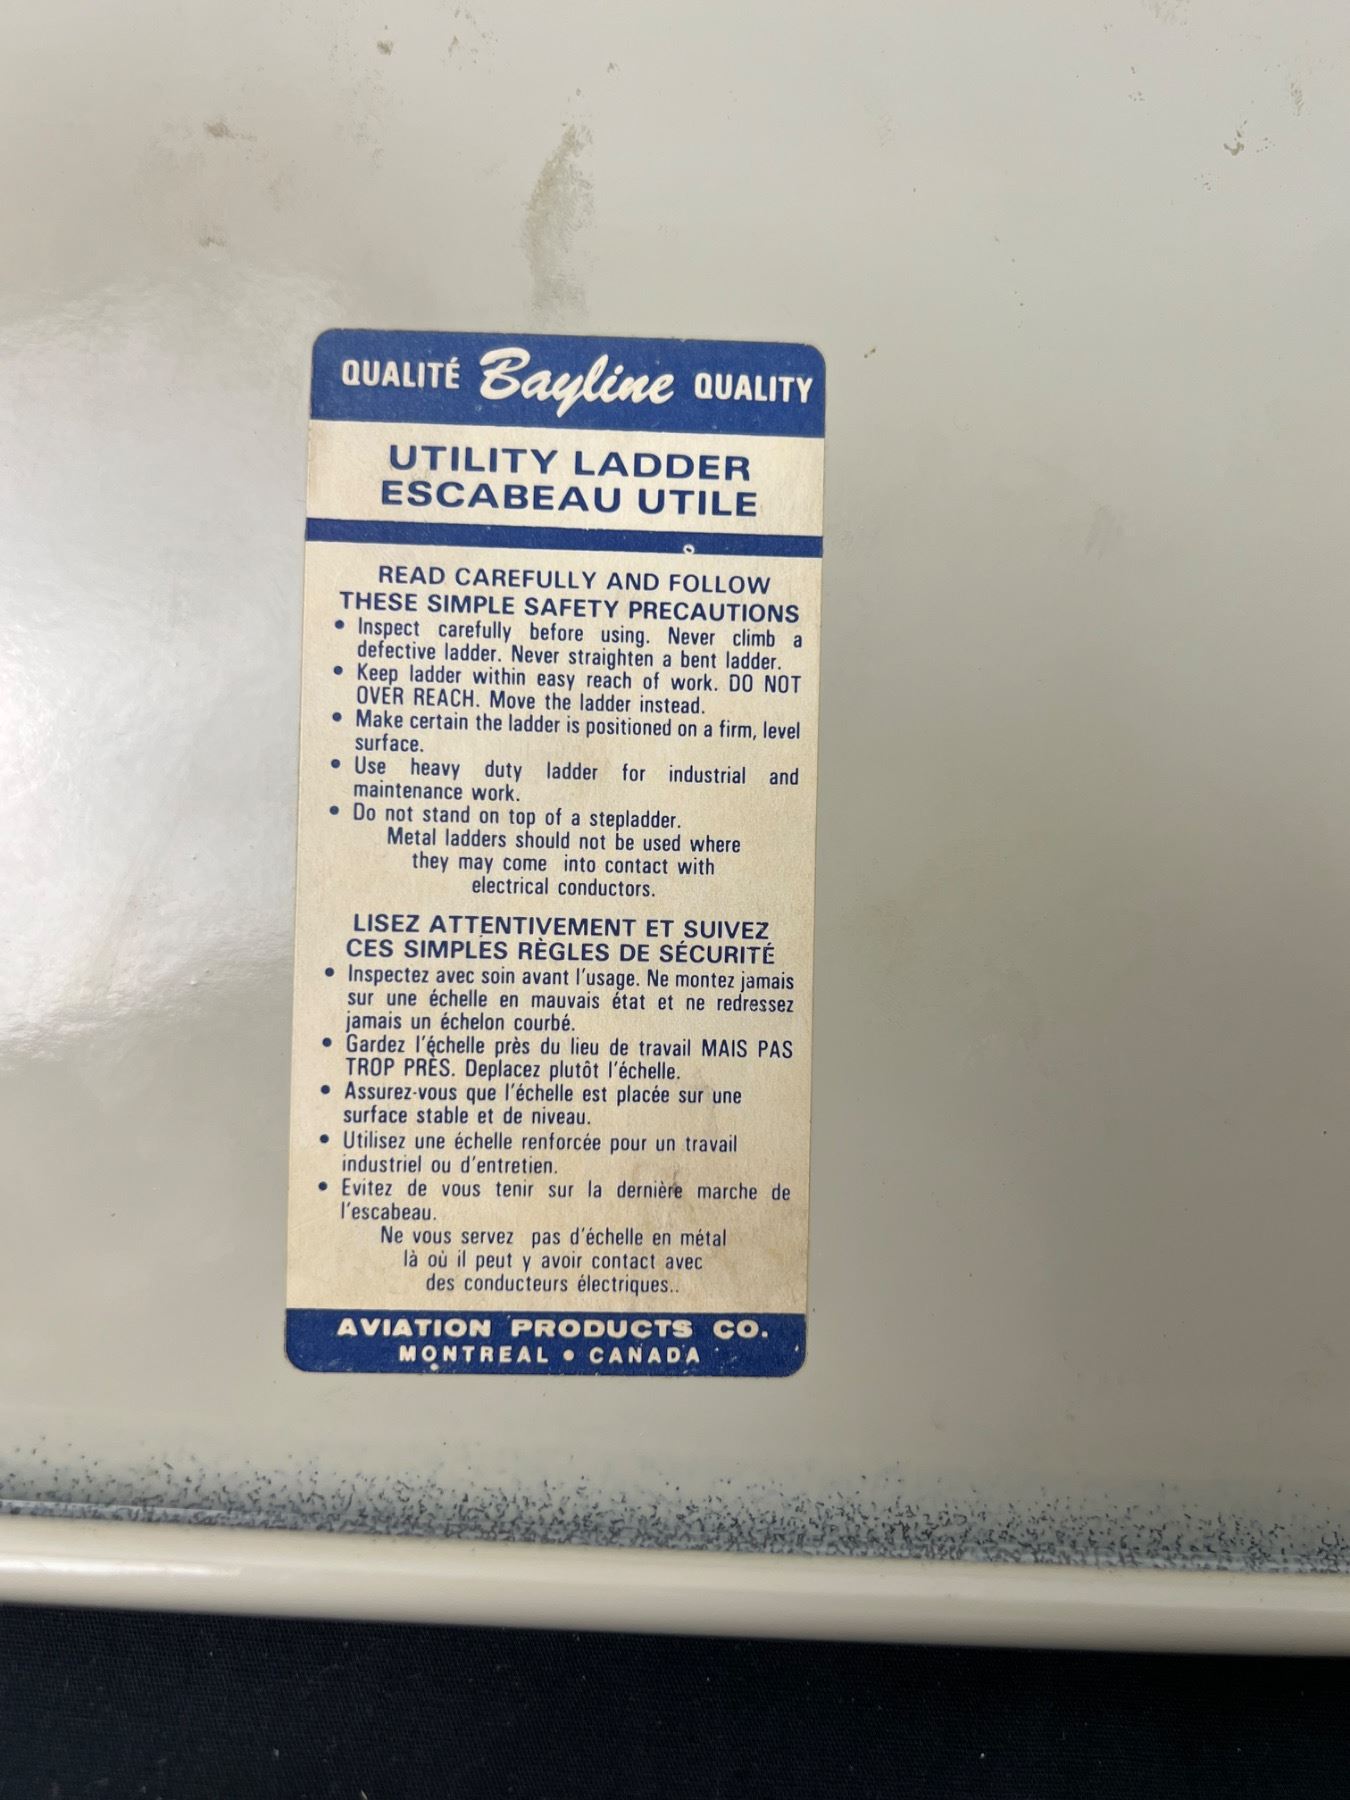 QUALITÉ Bayline QUALITY
UTILITY LADDER
ESCABEAU UTILE
READ CAREFULLY AND FOLLOW
THESE SIMPLE SAFETY PRECAUTIONS
• Inspect carefully before using. Never climb a
defective ladder. Never straighten a bent ladder.
• Keep ladder within easy reach of work. DO NOT
OVER REACH. Move the ladder instead.
• Make certain the ladder is positioned on a firm, level
surface.
• Use heavy duty ladder for industrial and
maintenance work.
• Do not stand on top of a stepladder.
Metal ladders should not be used where
they may come into contact with
electrical conductors.
LISEZ ATTENTIVEMENT ET SUIVEZ
CES SIMPLES RÈGLES DE SÉCURITÉ
• Inspectez avec soin avant l'usage. Ne montez jamais
sur une échelle en mauvais état et ne redressez
jamais un échelon courbé.
• Gardez l'échelle près du lieu de travail MAIS PAS
TROP PRÈS. Deplacez plutôt l'échelle.
• Assurez-vous que l'échelle est placée sur une
surface stable et de niveau.
• Utilisez une échelle renforcée pour un travail
industriel ou d'entretien.
• Evitez de vous tenir sur la dernière marche de
l'escabeau.
Ne vous servez pas d'échelle en métal
là où il peut y avoir contact avec
des conducteurs électriques..
AVIATION PRODUCTS CO.
MONTREAL • CANADA